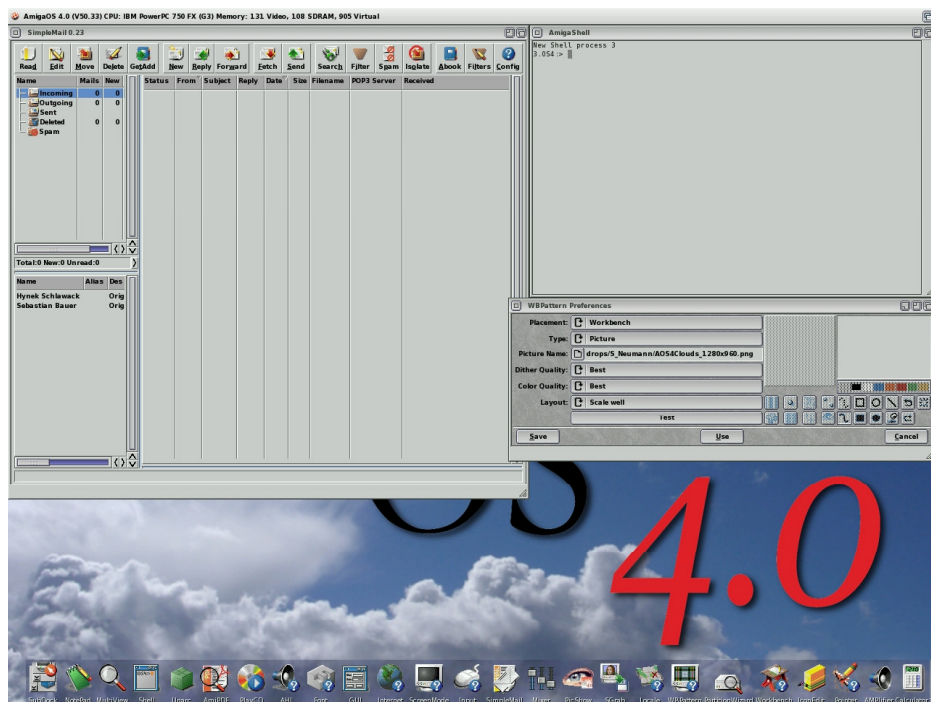 AmigaOS 4.0 (V50.33) CPU: IBM PowerPC 750 FX (G3) Memory: 131 Video, 108 SDRAM, 905 Virtual
SimpleMail 0.23
Read Edit Move Delete GetAdd New Reply Forward Fetch Send Search Filter Spam Isolate Abook Filters Config
Name Mails New
Incoming 0 0
Outgoing 0 0
Sent
Deleted 0 0
Spam
Status From Subject Reply Date Size Filename POP3 Server Received
Total:0 New:0 Unread:0
Name Alias Des
Hynek Schlawack Orig
Sebastian Bauer Orig
AmigaShell
New Shell process 3
3.OS4:>
WBPattern Preferences
Placement: Workbench
Type: Picture
Picture Name: drops/S_Neumann/AOS4Clouds_1280x960.png
Dither Quality: Best
Color Quality: Best
Layout: Scale well
Test
Save Use Cancel
OS 4.0
NotePad MultiView Shell AmiPDF PlayCD AHI Font GUI Internet ScreenMode Input SimpleMail Mixer PicShow SGrab Locale WBPattern PartitionWizard Workbench IconEdit Pointer AMPlifier Calculator